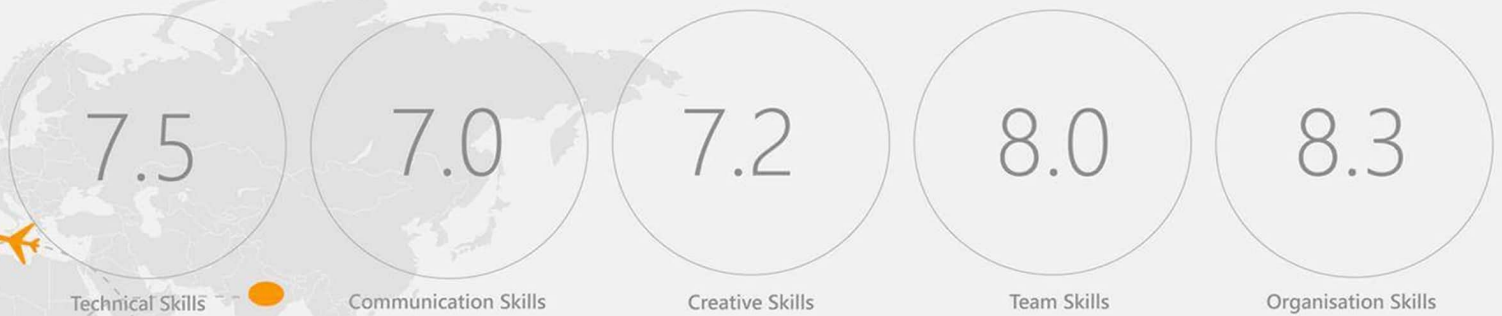 7.5
7.0
7.2
8.0
8.3
Technical Skills
Communication Skills
Creative Skills
Team Skills
Organisation Skills